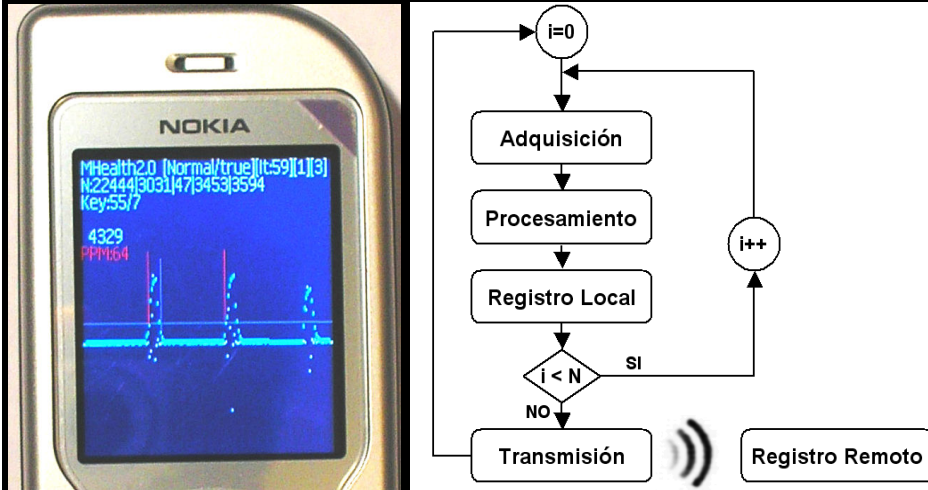 NOKIA
MHealth2.0 [Normal/true][lt:59][1][3]
N:22444|3031|47|3453|3594
Key:55/7
4329
PPM:64
i=0
Adquisición
Procesamiento
i++
Registro Local
i < N
SI
NO
Transmisión
Registro Remoto